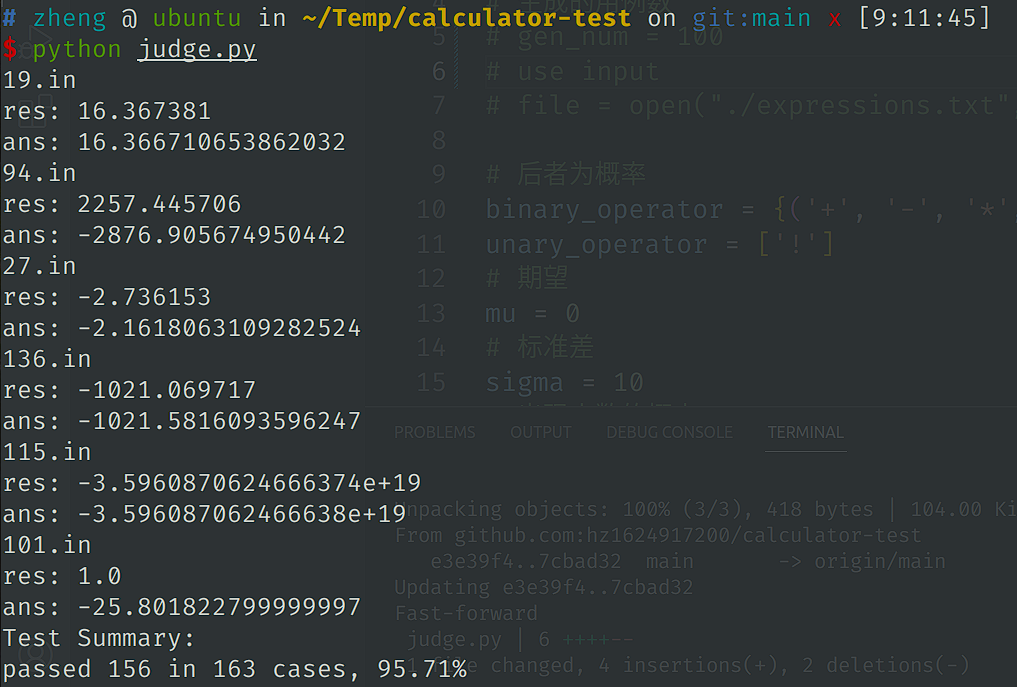 # zheng @ ubuntu in ~/Temp/calculator-test on git:main x [9:11:45]
$ python judge.py
19.in
res: 16.367381
ans: 16.366710653862032
94.in
res: 2257.445706
ans: -2876.905674950442
27.in
res: -2.736153
ans: -2.1618063109282524
136.in
res: -1021.069717
ans: -1021.5816093596247
115.in
res: -3.5960870624666374e+19
ans: -3.596087062466638e+19
101.in
res: 1.0
ans: -25.801822799999997
Test Summary:
passed 156 in 163 cases, 95.71%
5 # gen_num = 100
6 # use input
7 # file = open("./expressions.txt"
8
9 # 后者为概率
10 binary_operator = {('+', '-', '*'
11 unary_operator = ['!']
12 # 期望
13 mu = 0
14 # 标准差
15 sigma = 10
PROBLEMS OUTPUT DEBUG CONSOLE TERMINAL
Unpacking objects: 100% (3/3), 418 bytes | 104.00 Ki
From github.com:hz1624917200/calculator-test
e3e39f4..7cbad32 main -> origin/main
Updating e3e39f4..7cbad32
Fast-forward
judge.py | 6 ++++--
1 file changed, 4 insertions(+), 2 deletions(-)